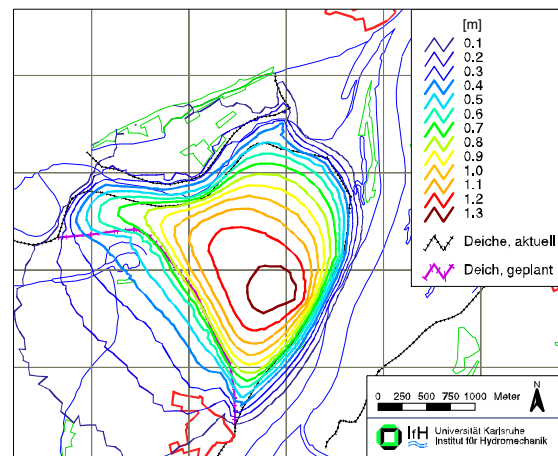 [m]
0.1
0.2
0.3
0.4
0.5
0.6
0.7
0.8
0.9
1.0
1.1
1.2
1.3
Deiche, aktuell
Deich, geplant
0 250 500 750 1000 Meter N
IfH Universität Karlsruhe
Institut für Hydromechanik